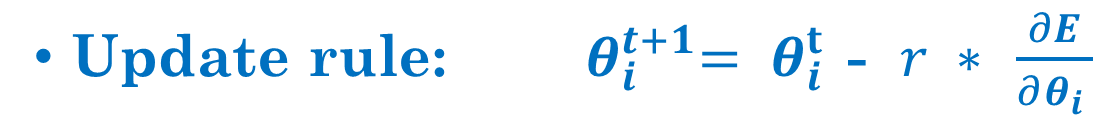 • Update rule: θ_i^{t+1} = θ_i^t - r * ∂E/∂θ_i